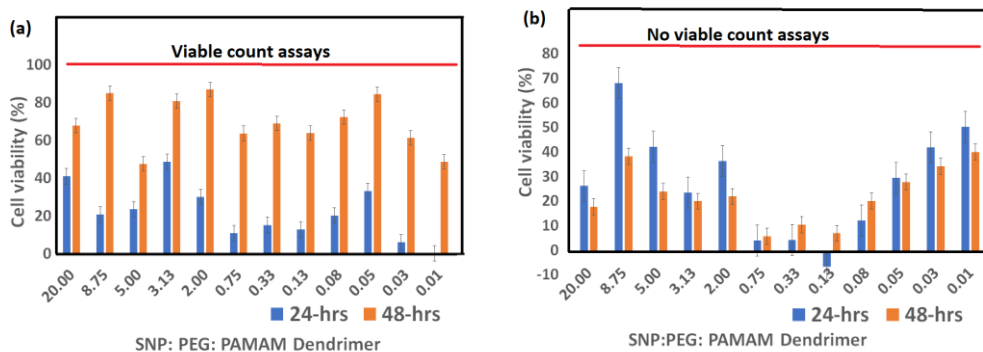 (a)
Viable count assays
Cell viability (%)
100
80
60
40
20
0
20.00 8.75 5.00 3.13 2.00 0.75 0.33 0.13 0.08 0.05 0.03 0.01
24-hrs 48-hrs
SNP: PEG: PAMAM Dendrimer
(b)
No viable count assays
Cell viability (%)
80
70
60
50
40
30
20
10
0
-10
20.00 8.75 5.00 3.13 2.00 0.75 0.33 0.13 0.08 0.05 0.03 0.01
24-hrs 48-hrs
SNP:PEG: PAMAM Dendrimer